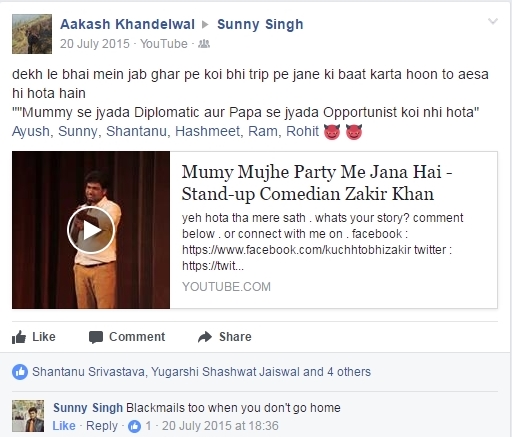 Aakash Khandelwal ▸ Sunny Singh
20 July 2015 · YouTube ·
dekh le bhai mein jab ghar pe koi bhi trip pe jane ki baat karta hoon to aesa
hi hota hain
""Mummy se jyada Diplomatic aur Papa se jyada Opportunist koi nhi hota"
Ayush, Sunny, Shantanu, Hashmeet, Ram, Rohit 😈 😈
Mumy Mujhe Party Me Jana Hai -
Stand-up Comedian Zakir Khan
yeh hota tha mere sath . whats your story? comment
below . or connect with me on . facebook :
https://www.facebook.com/kuchhtobhizakir twitter :
https://twit...
YOUTUBE.COM
Like Comment Share
Shantanu Srivastava, Yugarshi Shashwat Jaiswal and 4 others
Sunny Singh Blackmails too when you don't go home
Like · Reply · 1 · 20 July 2015 at 18:36